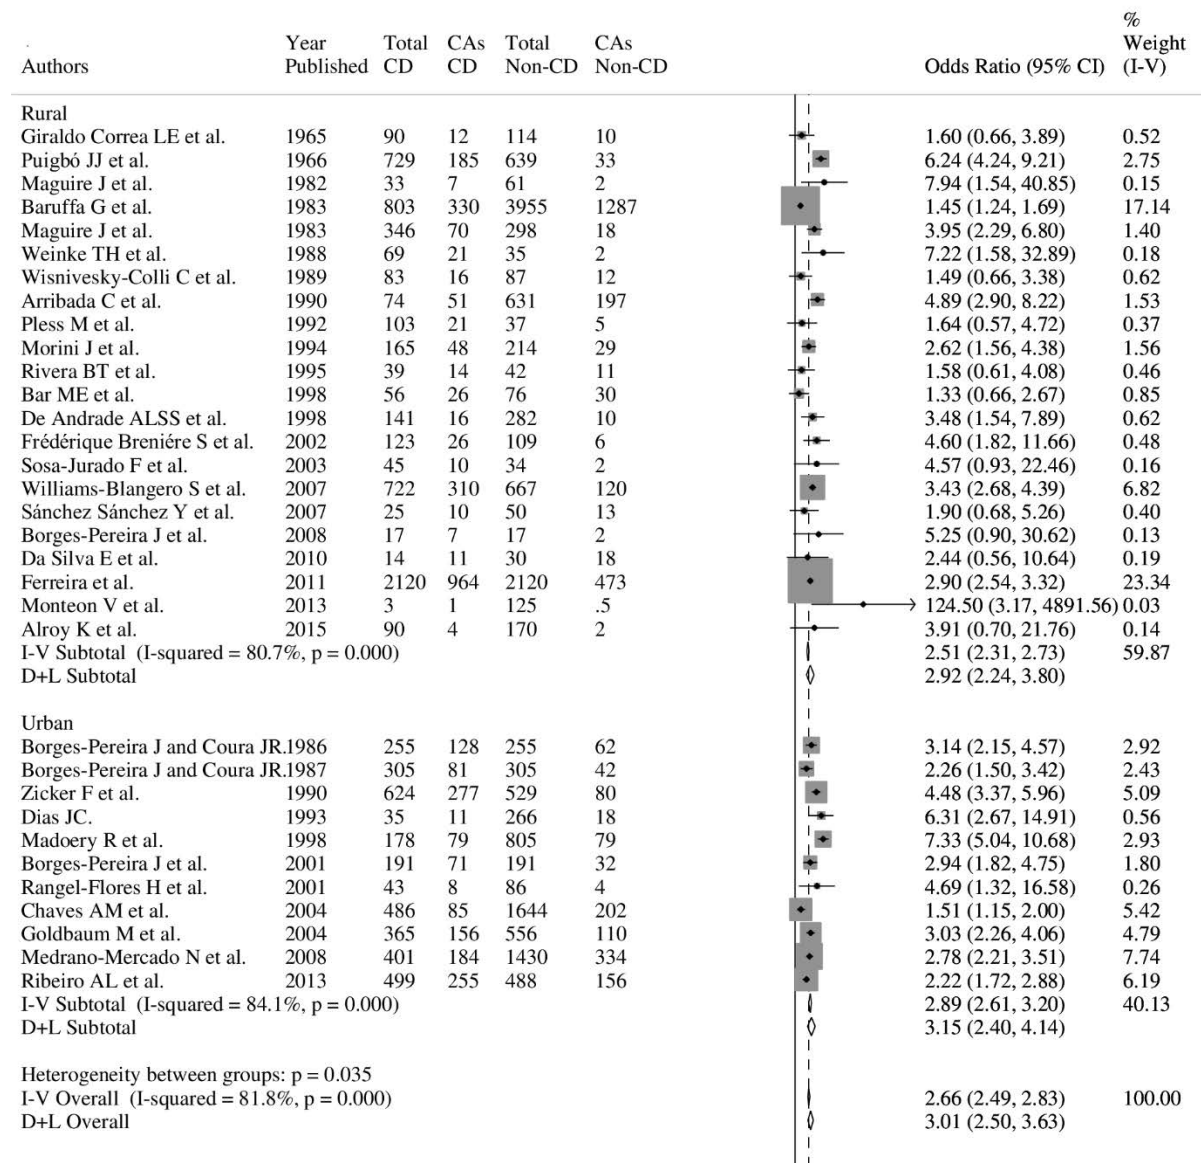 %
Year Total CAs Total CAs Weight
Authors Published CD CD Non-CD Non-CD Odds Ratio (95% CI) (I-V)
Rural
Giraldo Correa LE et al. 1965 90 12 114 10 1.60 (0.66, 3.89) 0.52
Puigbó JJ et al. 1966 729 185 639 33 6.24 (4.24, 9.21) 2.75
Maguire J et al. 1982 33 7 61 2 7.94 (1.54, 40.85) 0.15
Baruffa G et al. 1983 803 330 3955 1287 1.45 (1.24, 1.69) 17.14
Maguire J et al. 1983 346 70 298 18 3.95 (2.29, 6.80) 1.40
Weinke TH et al. 1988 69 21 35 2 7.22 (1.58, 32.89) 0.18
Wisnivesky-Colli C et al. 1989 83 16 87 12 1.49 (0.66, 3.38) 0.62
Arribada C et al. 1990 74 51 631 197 4.89 (2.90, 8.22) 1.53
Pless M et al. 1992 103 21 37 5 1.64 (0.57, 4.72) 0.37
Morini J et al. 1994 165 48 214 29 2.62 (1.56, 4.38) 1.56
Rivera BT et al. 1995 39 14 42 11 1.58 (0.61, 4.08) 0.46
Bar ME et al. 1998 56 26 76 30 1.33 (0.66, 2.67) 0.85
De Andrade ALSS et al. 1998 141 16 282 10 3.48 (1.54, 7.89) 0.62
Frédérique Breniére S et al. 2002 123 26 109 6 4.60 (1.82, 11.66) 0.48
Sosa-Jurado F et al. 2003 45 10 34 2 4.57 (0.93, 22.46) 0.16
Williams-Blangero S et al. 2007 722 310 667 120 3.43 (2.68, 4.39) 6.82
Sánchez Sánchez Y et al. 2007 25 10 50 13 1.90 (0.68, 5.26) 0.40
Borges-Pereira J et al. 2008 17 7 17 2 5.25 (0.90, 30.62) 0.13
Da Silva E et al. 2010 14 11 30 18 2.44 (0.56, 10.64) 0.19
Ferreira et al. 2011 2120 964 2120 473 2.90 (2.54, 3.32) 23.34
Monteon V et al. 2013 3 1 125 .5 124.50 (3.17, 4891.56) 0.03
Alroy K et al. 2015 90 4 170 2 3.91 (0.70, 21.76) 0.14
I-V Subtotal (I-squared = 80.7%, p = 0.000) 2.51 (2.31, 2.73) 59.87
D+L Subtotal 2.92 (2.24, 3.80)
Urban
Borges-Pereira J and Coura JR. 1986 255 128 255 62 3.14 (2.15, 4.57) 2.92
Borges-Pereira J and Coura JR. 1987 305 81 305 42 2.26 (1.50, 3.42) 2.43
Zicker F et al. 1990 624 277 529 80 4.48 (3.37, 5.96) 5.09
Dias JC. 1993 35 11 266 18 6.31 (2.67, 14.91) 0.56
Madoery R et al. 1998 178 79 805 79 7.33 (5.04, 10.68) 2.93
Borges-Pereira J et al. 2001 191 71 191 32 2.94 (1.82, 4.75) 1.80
Rangel-Flores H et al. 2001 43 8 86 4 4.69 (1.32, 16.58) 0.26
Chaves AM et al. 2004 486 85 1644 202 1.51 (1.15, 2.00) 5.42
Goldbaum M et al. 2004 365 156 556 110 3.03 (2.26, 4.06) 4.79
Medrano-Mercado N et al. 2008 401 184 1430 334 2.78 (2.21, 3.51) 7.74
Ribeiro AL et al. 2013 499 255 488 156 2.22 (1.72, 2.88) 6.19
I-V Subtotal (I-squared = 84.1%, p = 0.000) 2.89 (2.61, 3.20) 40.13
D+L Subtotal 3.15 (2.40, 4.14)
Heterogeneity between groups: p = 0.035
I-V Overall (I-squared = 81.8%, p = 0.000) 2.66 (2.49, 2.83) 100.00
D+L Overall 3.01 (2.50, 3.63)